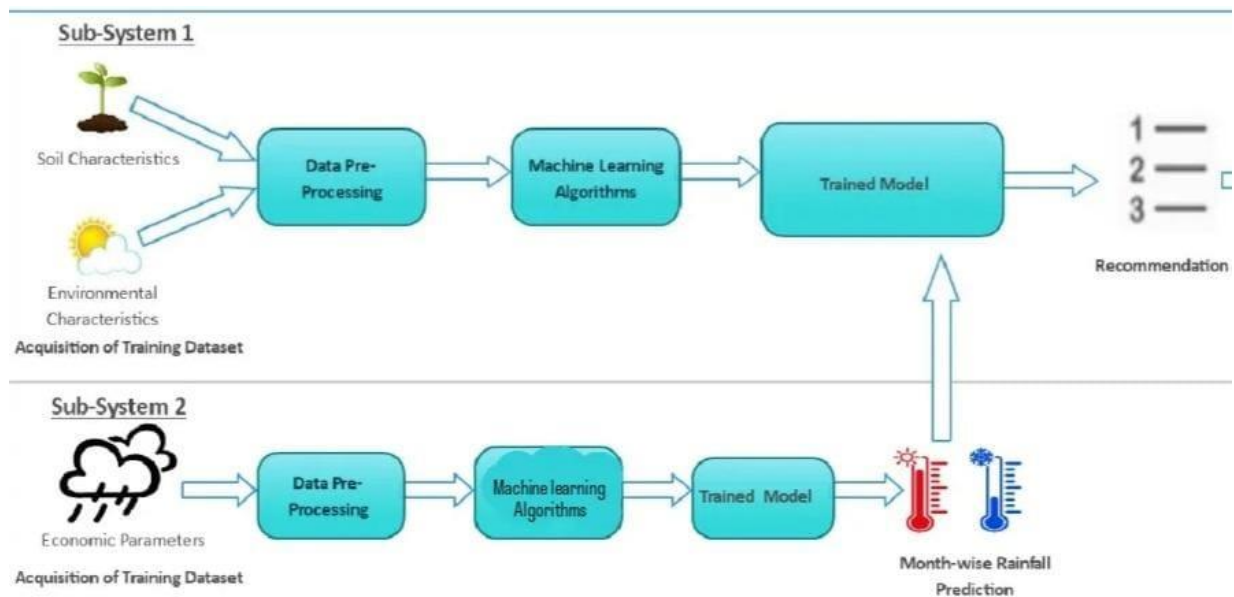 Sub-System 1
Soil Characteristics
Environmental
Characteristics
Acquisition of Training Dataset
Data Pre-
Processing
Machine Learning
Algorithms
Trained Model
1
2
3
Recommendation
Sub-System 2
Economic Parameters
Acquisition of Training Dataset
Data Pre-
Processing
Machine learning
Algorithms
Trained Model
Month-wise Rainfall
Prediction